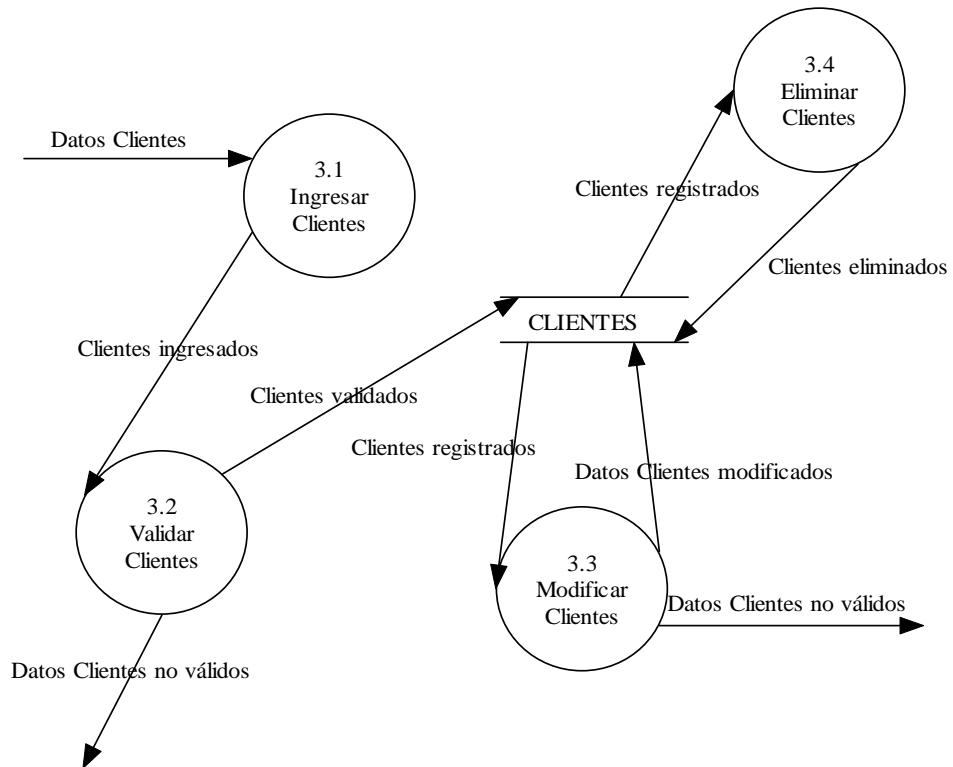 3.4
Eliminar
Clientes
Datos Clientes
3.1
Ingresar
Clientes
Clientes registrados
Clientes eliminados
CLIENTES
Clientes ingresados
Clientes validados
Clientes registrados
Datos Clientes modificados
3.2
Validar
Clientes
3.3
Modificar
Clientes
Datos Clientes no válidos
Datos Clientes no válidos